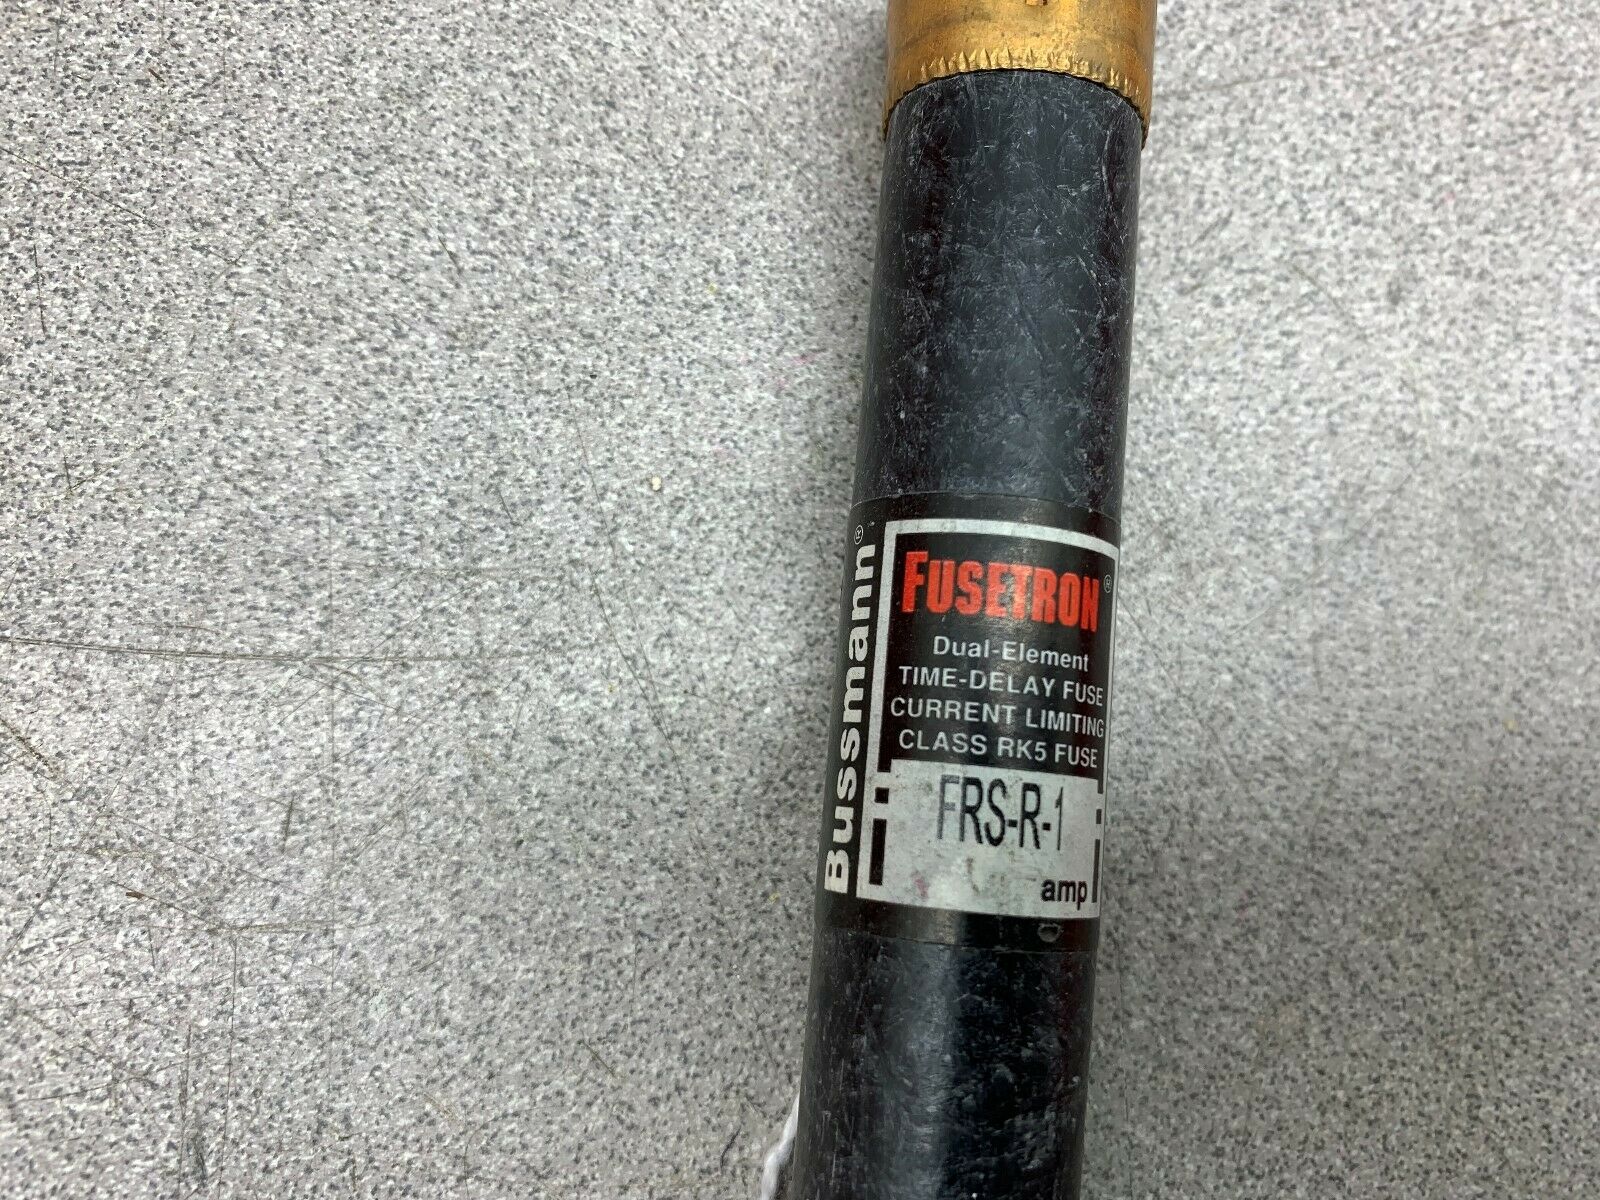 Bussmann®
FUSETRON®
Dual-Element
TIME-DELAY FUSE
CURRENT LIMITING
CLASS RK5 FUSE
FRS-R-1
amp